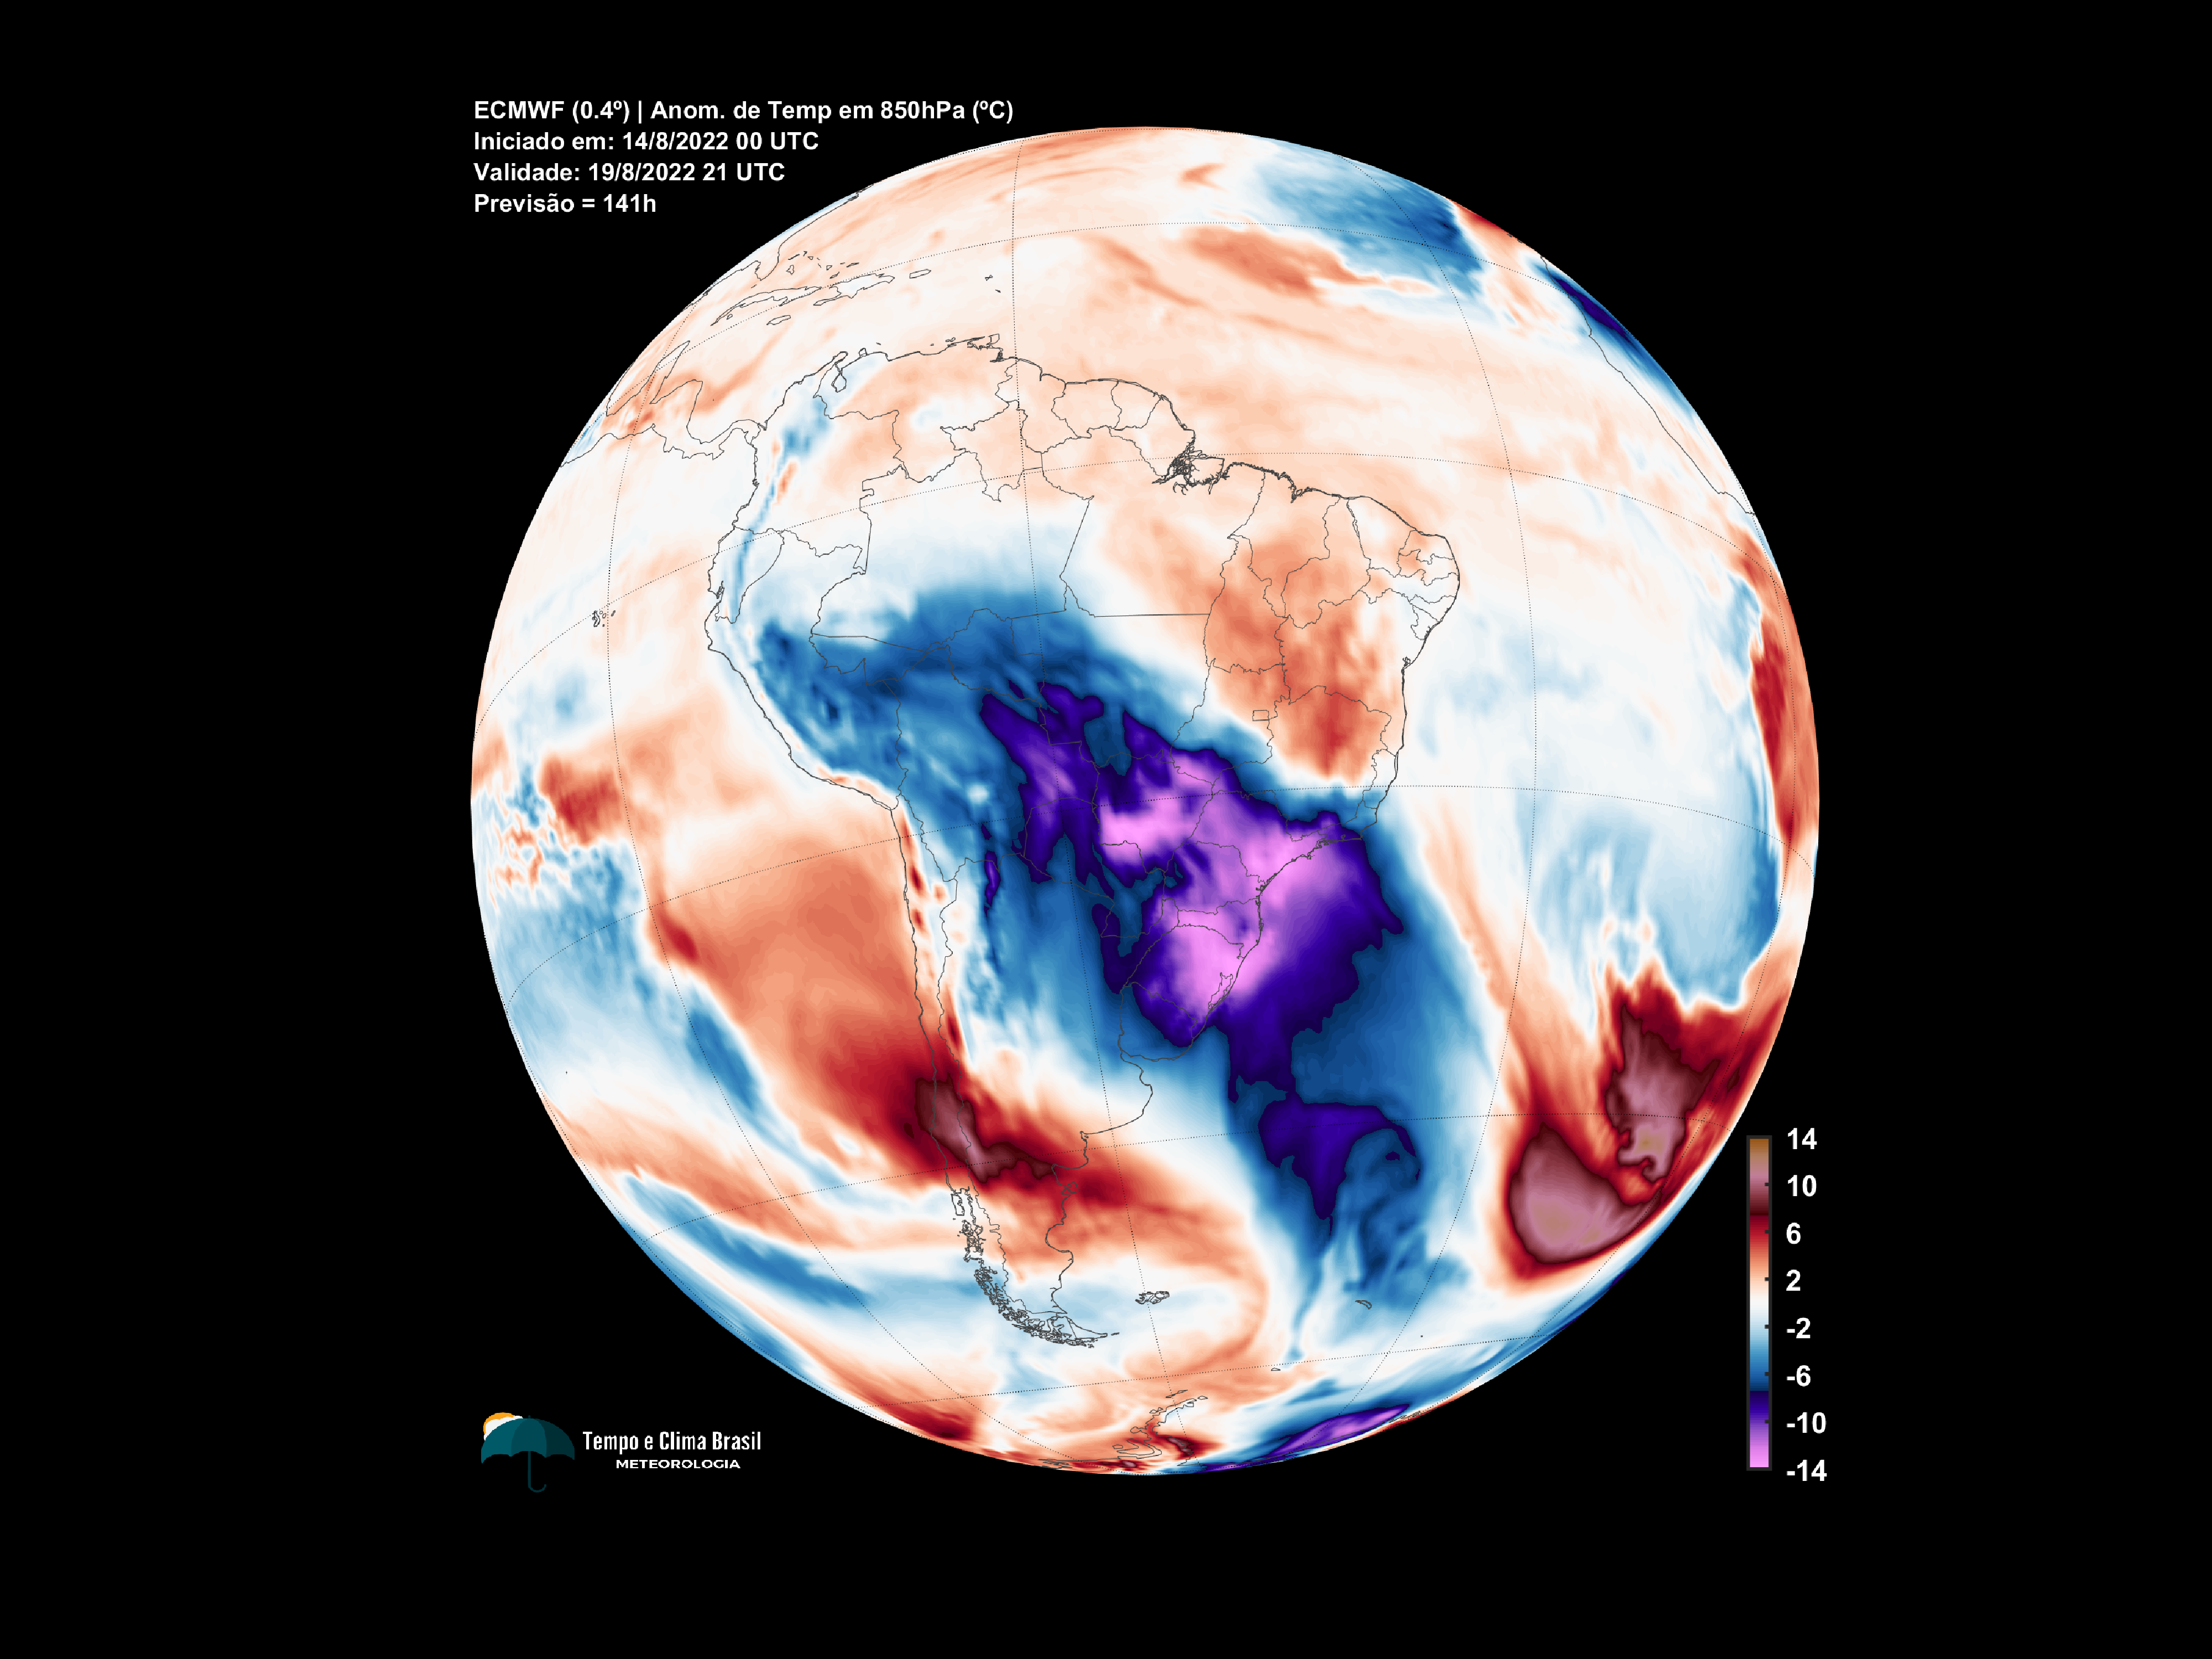 ECMWF (0.4º) | Anom. de Temp em 850hPa (ºC)
Iniciado em: 14/8/2022 00 UTC
Validade: 19/8/2022 21 UTC
Previsão = 141h
14
10
6
2
-2
-6
-10
-14
Tempo e Clima Brasil
METEOROLOGIA